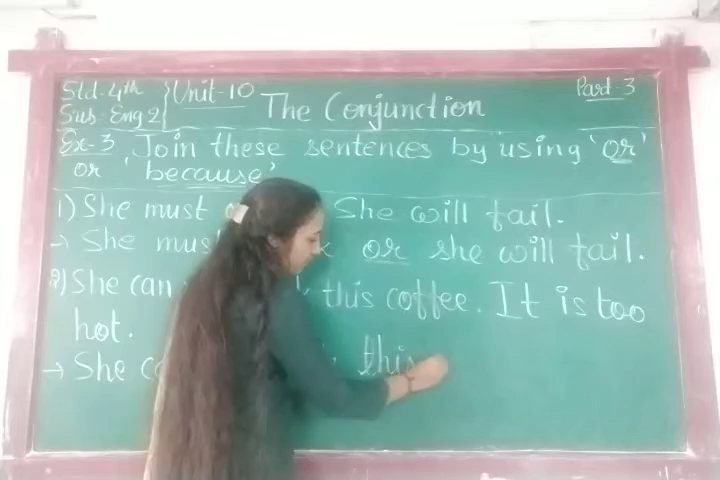 Std-4th Unit-10 The Conjunction Part-3
Sub-Eng 2
Ex-3 Join these sentences by using 'or'
or because'
1) She must She will fail.
→ She must or she will fail.
2) She can this coffee. It is too
hot.
→ She this